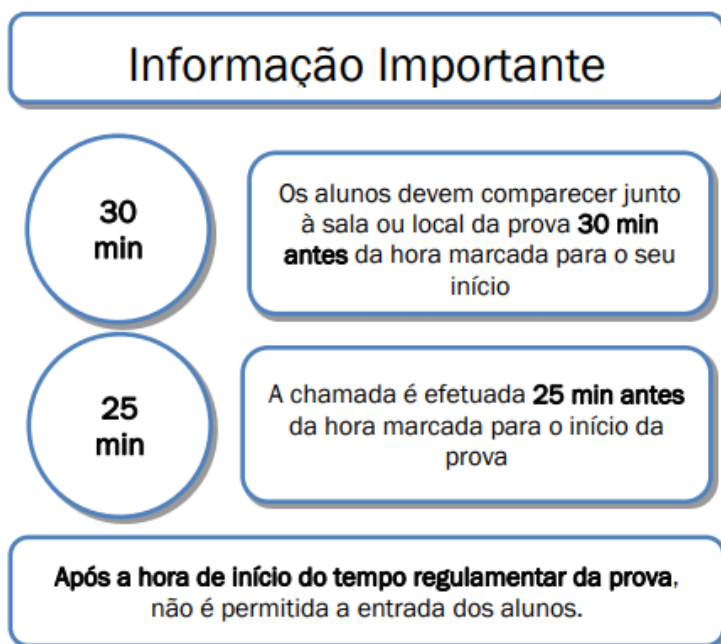 Informação Importante
30
min
Os alunos devem comparecer junto
à sala ou local da prova 30 min
antes da hora marcada para o seu
início
25
min
A chamada é efetuada 25 min antes
da hora marcada para o início da
prova
Após a hora de início do tempo regulamentar da prova,
não é permitida a entrada dos alunos.